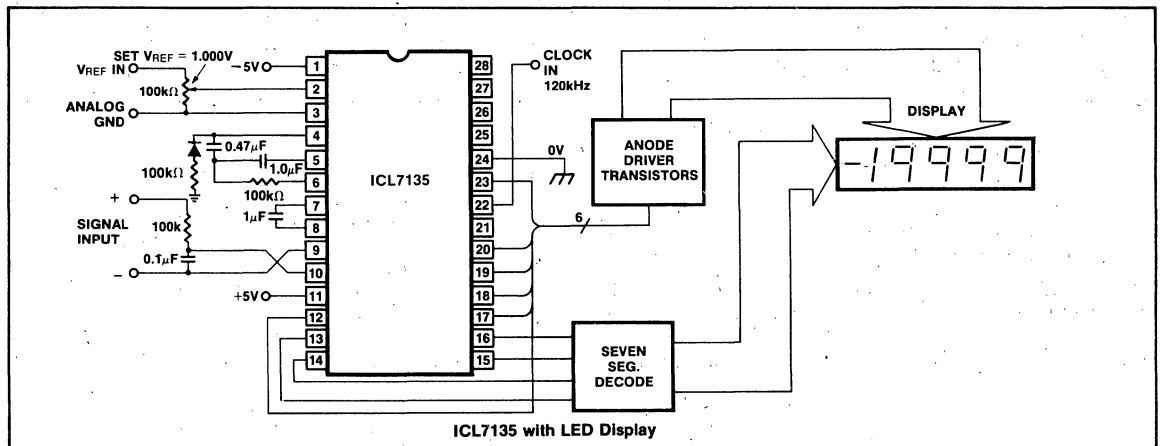 SET VREF = 1.000V
VREF IN
-5V
100kΩ
ANALOG GND
0.47µF
1.0µF
100kΩ
100kΩ
1µF
+
SIGNAL INPUT
100k
0.1µF
−
+5V
1
2
3
4
5
6
7
8
9
10
11
12
13
14
ICL7135
28
27
26
25
24
23
22
21
20
19
18
17
16
15
CLOCK IN 120kHz
0V
6
ANODE DRIVER TRANSISTORS
DISPLAY
-19999
SEVEN SEG. DECODE
ICL7135 with LED Display